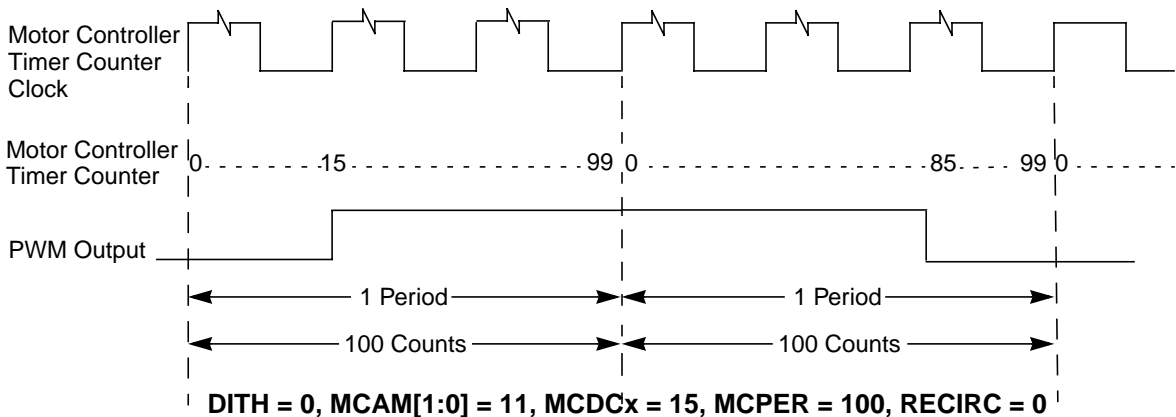 Motor Controller
Timer Counter
Clock
Motor Controller
Timer Counter
0 15 99 0 85 99 0
PWM Output
1 Period 1 Period
100 Counts 100 Counts
DITH = 0, MCAM[1:0] = 11, MCDCx = 15, MCPER = 100, RECIRC = 0